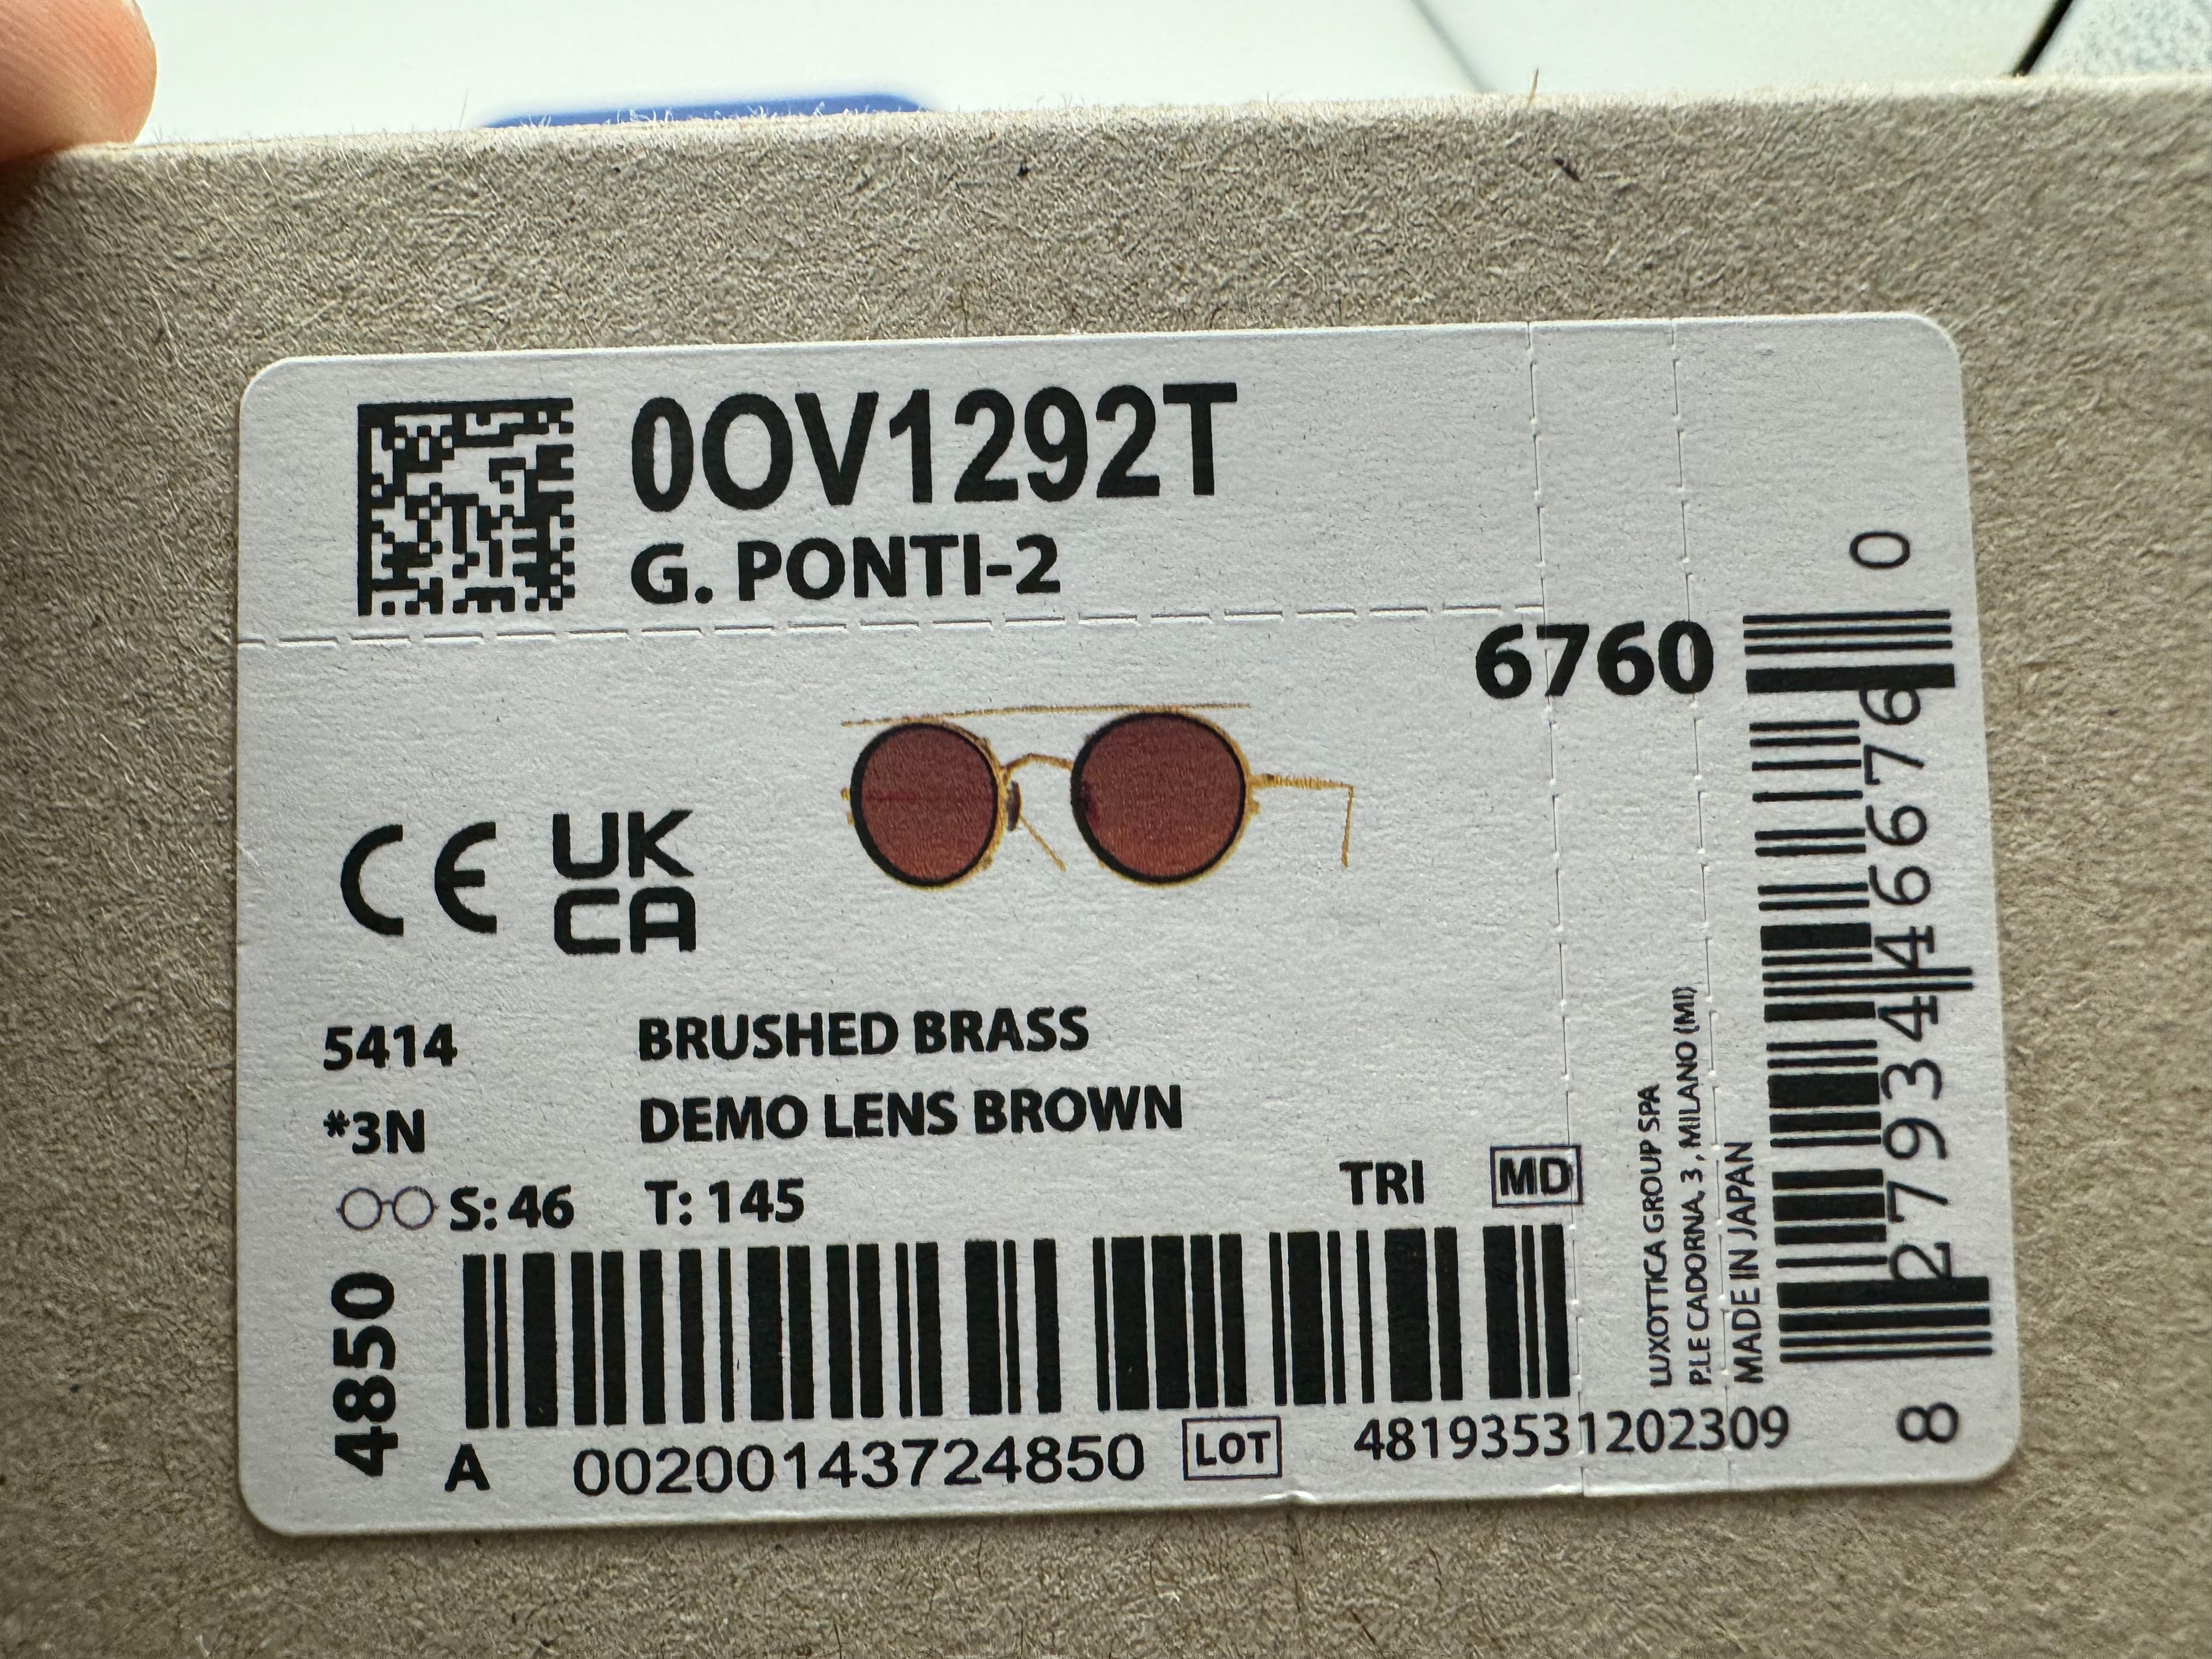 0OV1292T
G. PONTI-2
6760
CE
UK
CA
5414 BRUSHED BRASS
*3N DEMO LENS BROWN
S: 46 T: 145 TRI MD
4850
A 00200143724850 LOT 48193531202309
LUXOTTICA GROUP SPA
P.LE CADORNA, 3 , MILANO (MI)
MADE IN JAPAN
8 27934 46676 0